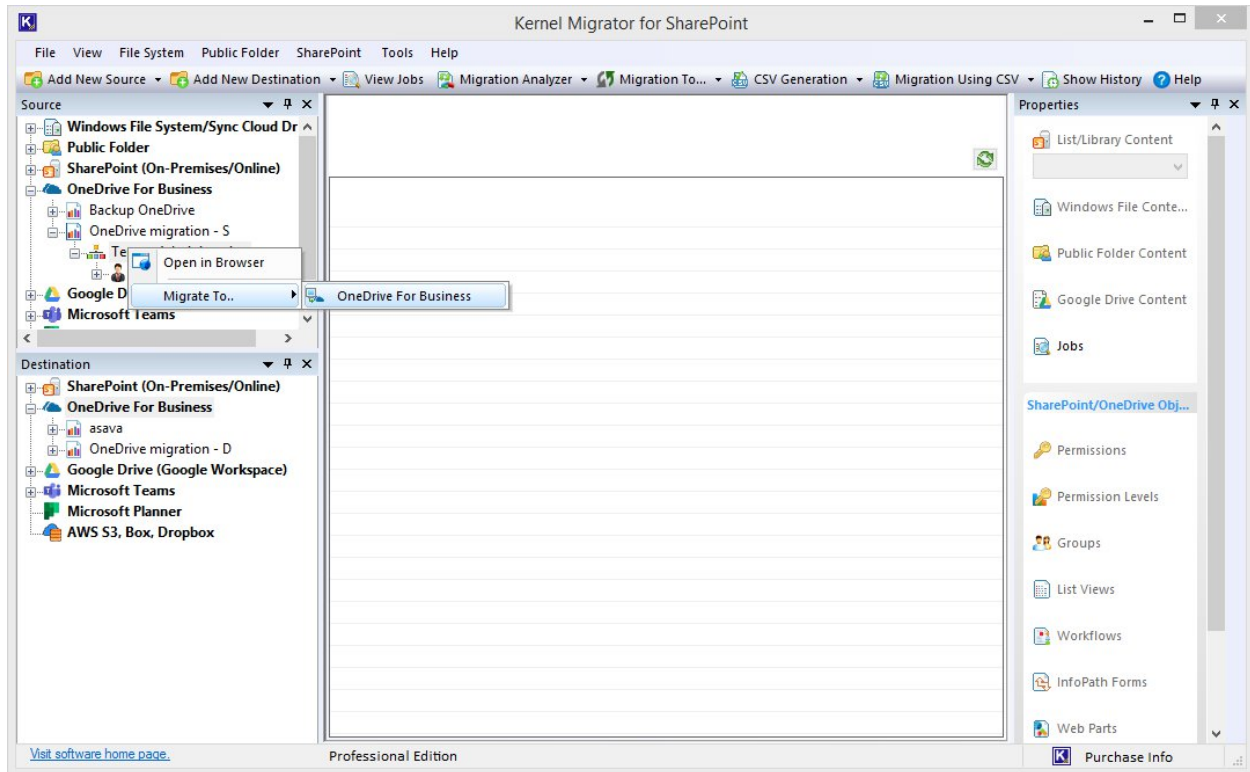 Kernel Migrator for SharePoint
File View File System Public Folder SharePoint Tools Help
Add New Source Add New Destination View Jobs Migration Analyzer Migration To... CSV Generation Migration Using CSV Show History Help
Source
Windows File System/Sync Cloud Dr
Public Folder
SharePoint (On-Premises/Online)
OneDrive For Business
Backup OneDrive
OneDrive migration - S
Te
Open in Browser
Migrate To.. OneDrive For Business
Google D
Microsoft Teams
Destination
SharePoint (On-Premises/Online)
OneDrive For Business
asava
OneDrive migration - D
Google Drive (Google Workspace)
Microsoft Teams
Microsoft Planner
AWS S3, Box, Dropbox
Properties
List/Library Content
Windows File Conte...
Public Folder Content
Google Drive Content
Jobs
SharePoint/OneDrive Obj...
Permissions
Permission Levels
Groups
List Views
Workflows
InfoPath Forms
Web Parts
Visit software home page.
Professional Edition
Purchase Info